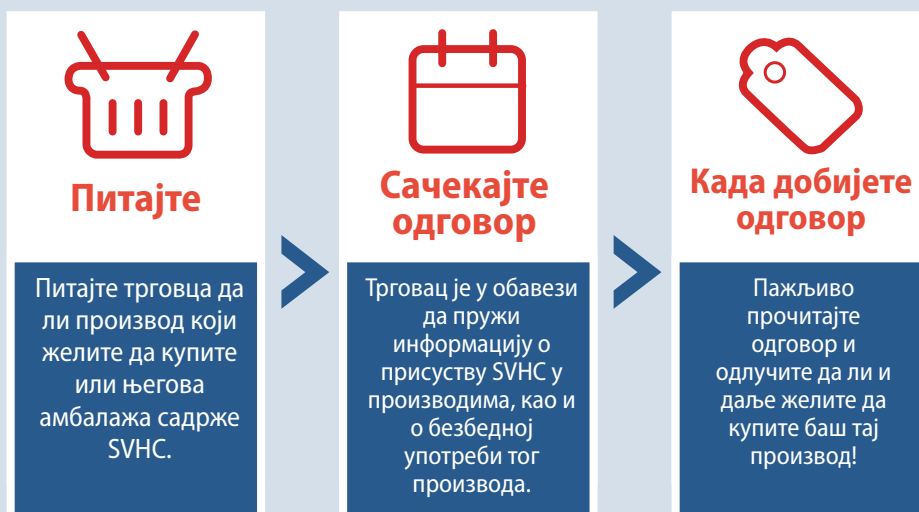 Питајте
Питајте трговца да
ли производ који
желите да купите
или његова
амбалажа садрже
SVHC.
Сачекајте
одговор
Трговац је у обавези
да пружи
информацију о
присуству SVHC у
производима, као и
о безбедној
употреби тог
производа.
Када добијете
одговор
Пажљиво
прочитајте
одговор и
одлучите да ли и
даље желите да
купите баш тај
производ!